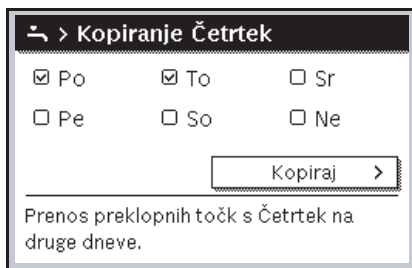 > Kopiranje Četrtek
Po To Sr
Pe So Ne
Kopiraj >
Prenos preklopnih točk s Četrtek na
druge dneve.